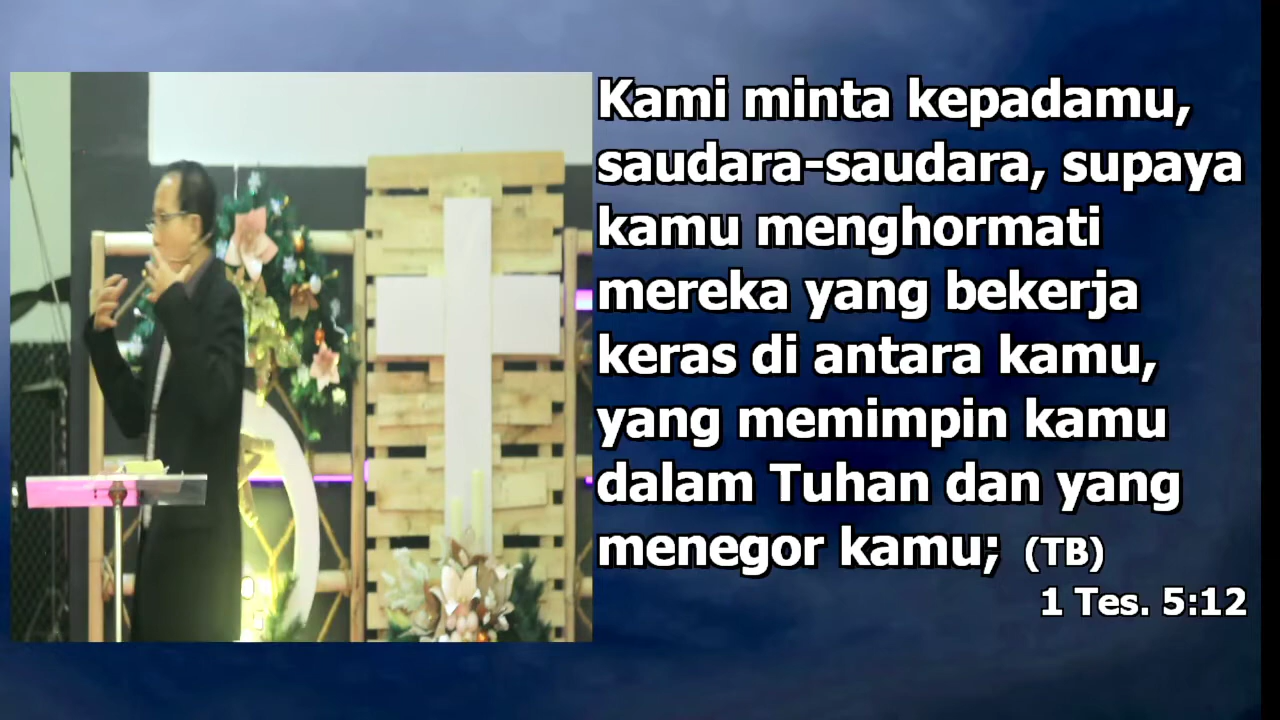 Kami minta kepadamu,
saudara-saudara, supaya
kamu menghormati
mereka yang bekerja
keras di antara kamu,
yang memimpin kamu
dalam Tuhan dan yang
menegor kamu; (TB)
1 Tes. 5:12